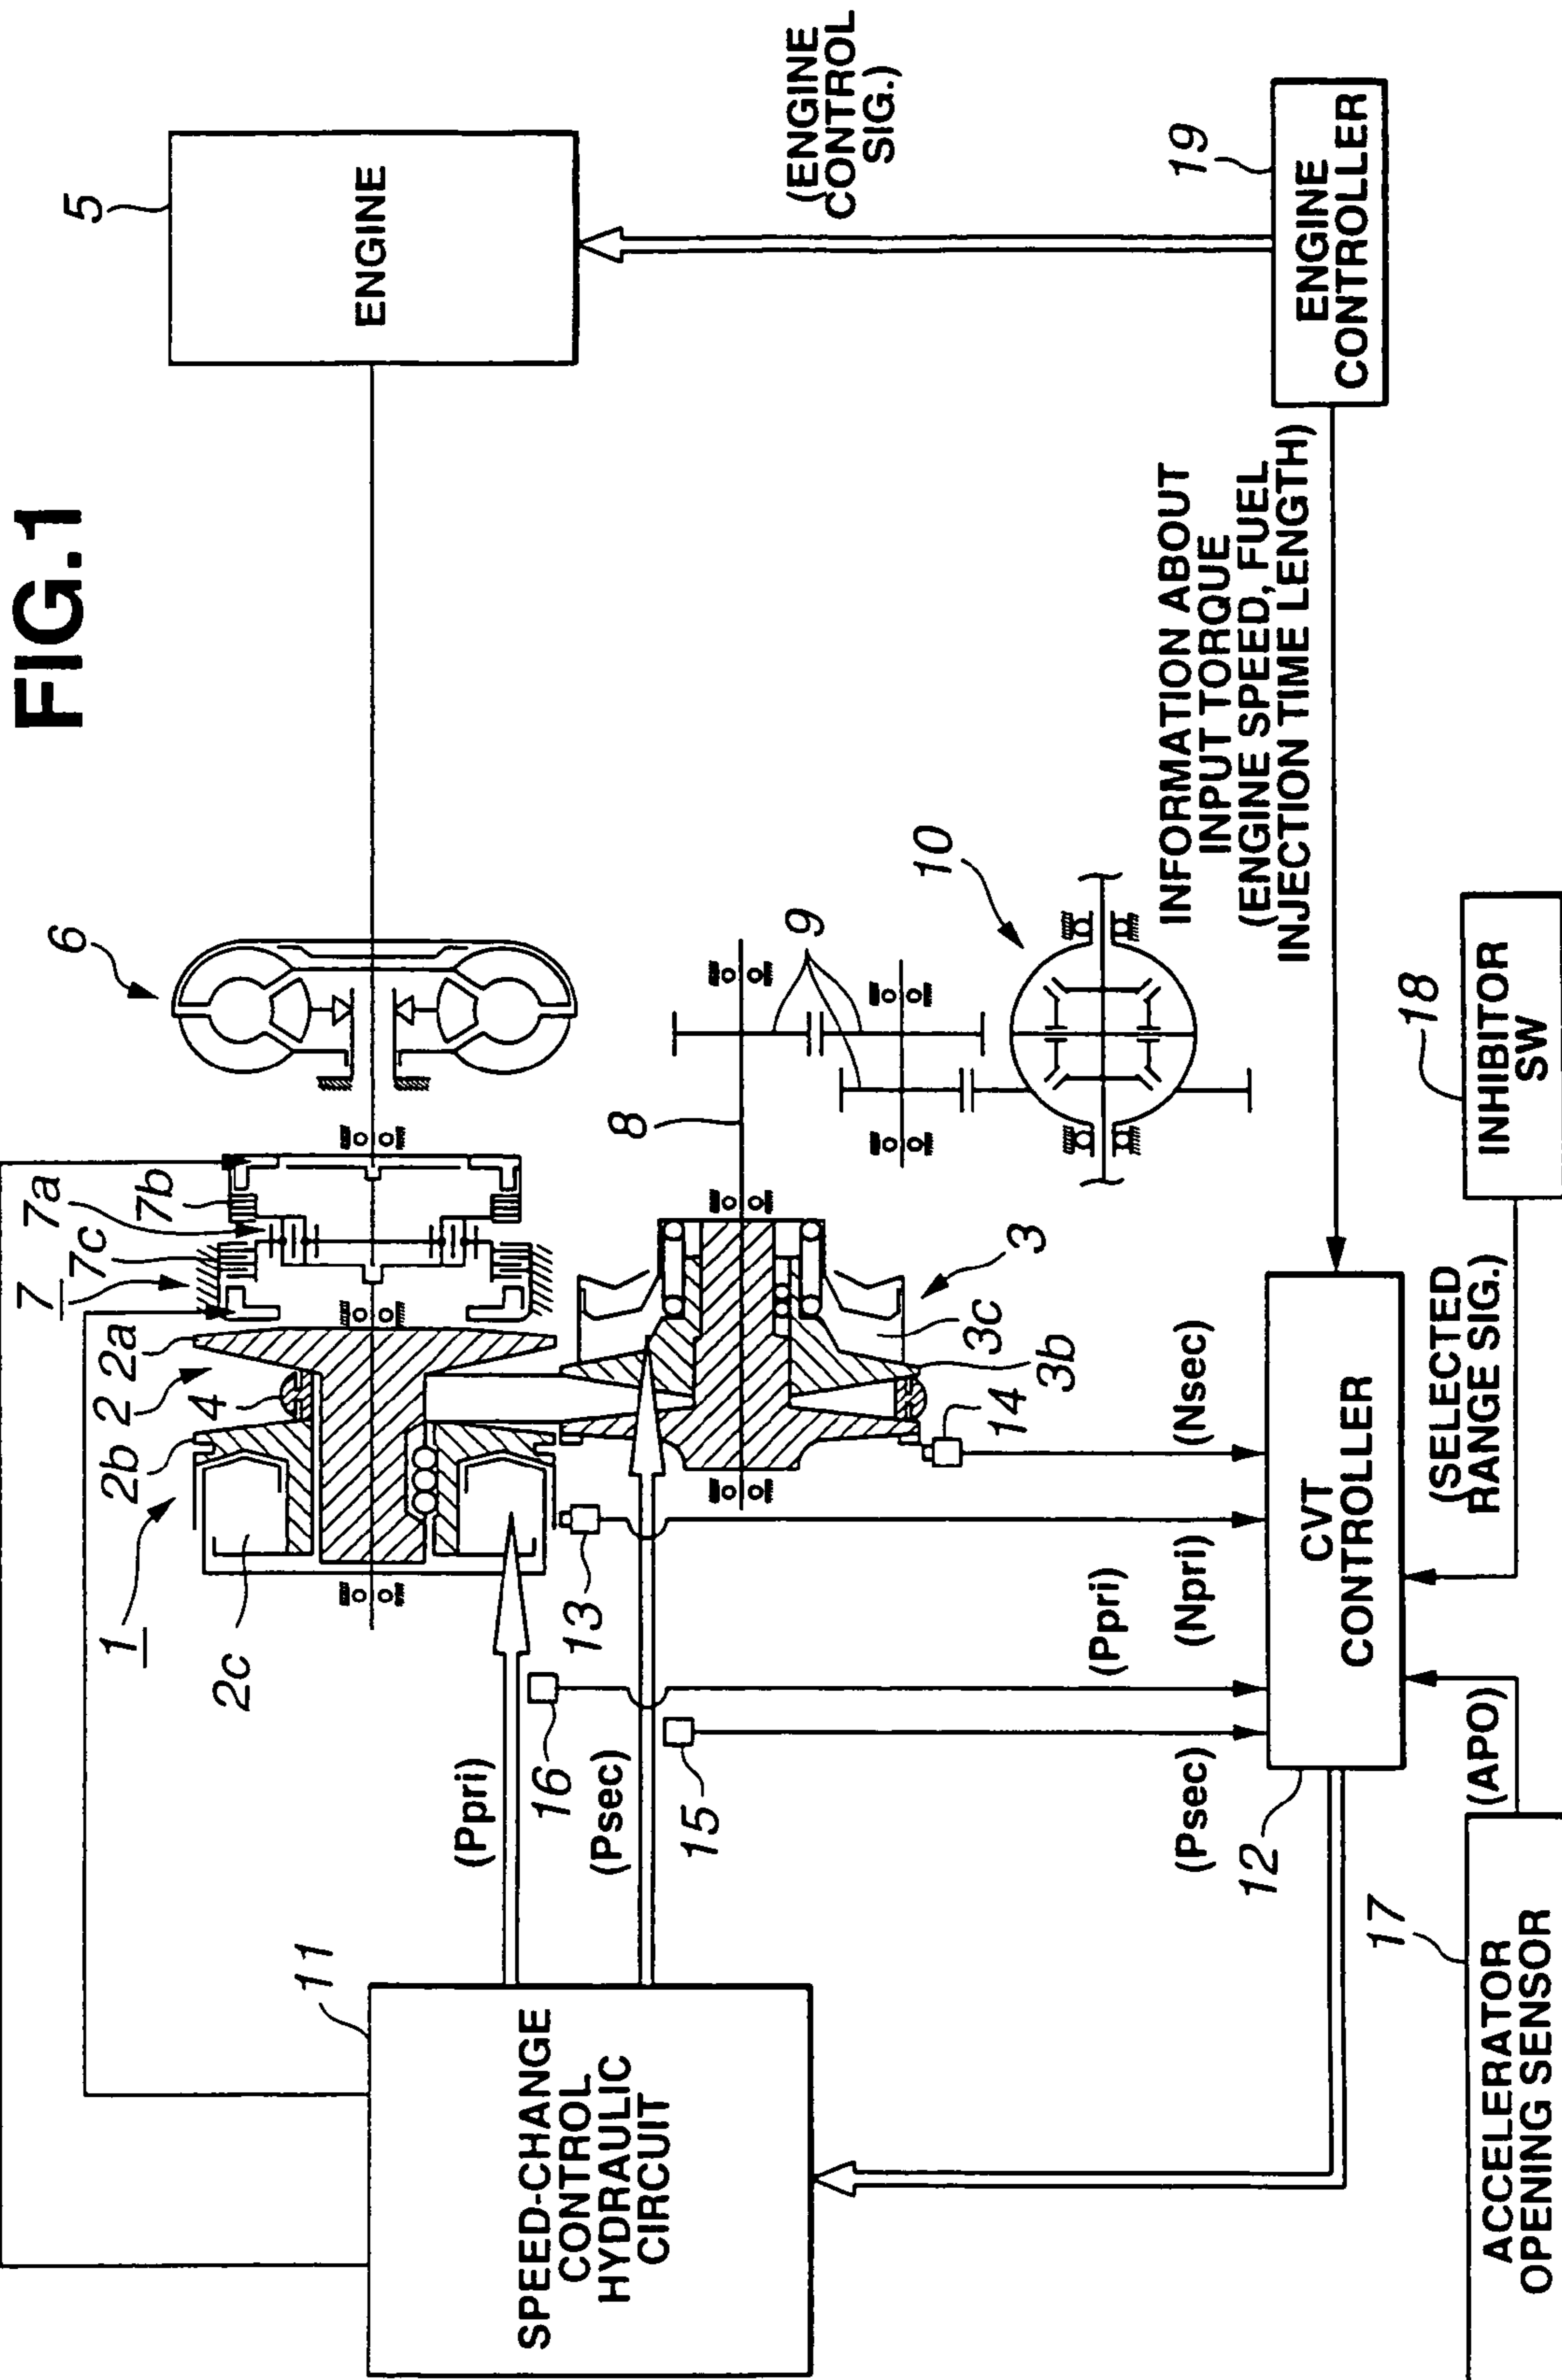 FIG.1
5
ENGINE
(ENGINE
CONTROL
SIG.)
19
ENGINE
CONTROLLER
6
7
7c
7a
7b
1
2b
2
4
2a
2c
8
9
10
INFORMATION ABOUT
INPUT TORQUE
(ENGINE SPEED, FUEL
INJECTION TIME LENGTH)
3
3c
3b
14
(Nsec)
13
(Npri)
(Ppri)
16
(Ppri)
(Psec)
15
(Psec)
11
SPEED-CHANGE
CONTROL
HYDRAULIC
CIRCUIT
12
CVT
CONTROLLER
(SELECTED
RANGE SIG.)
18
INHIBITOR
SW
(APO)
17
ACCELERATOR
OPENING SENSOR